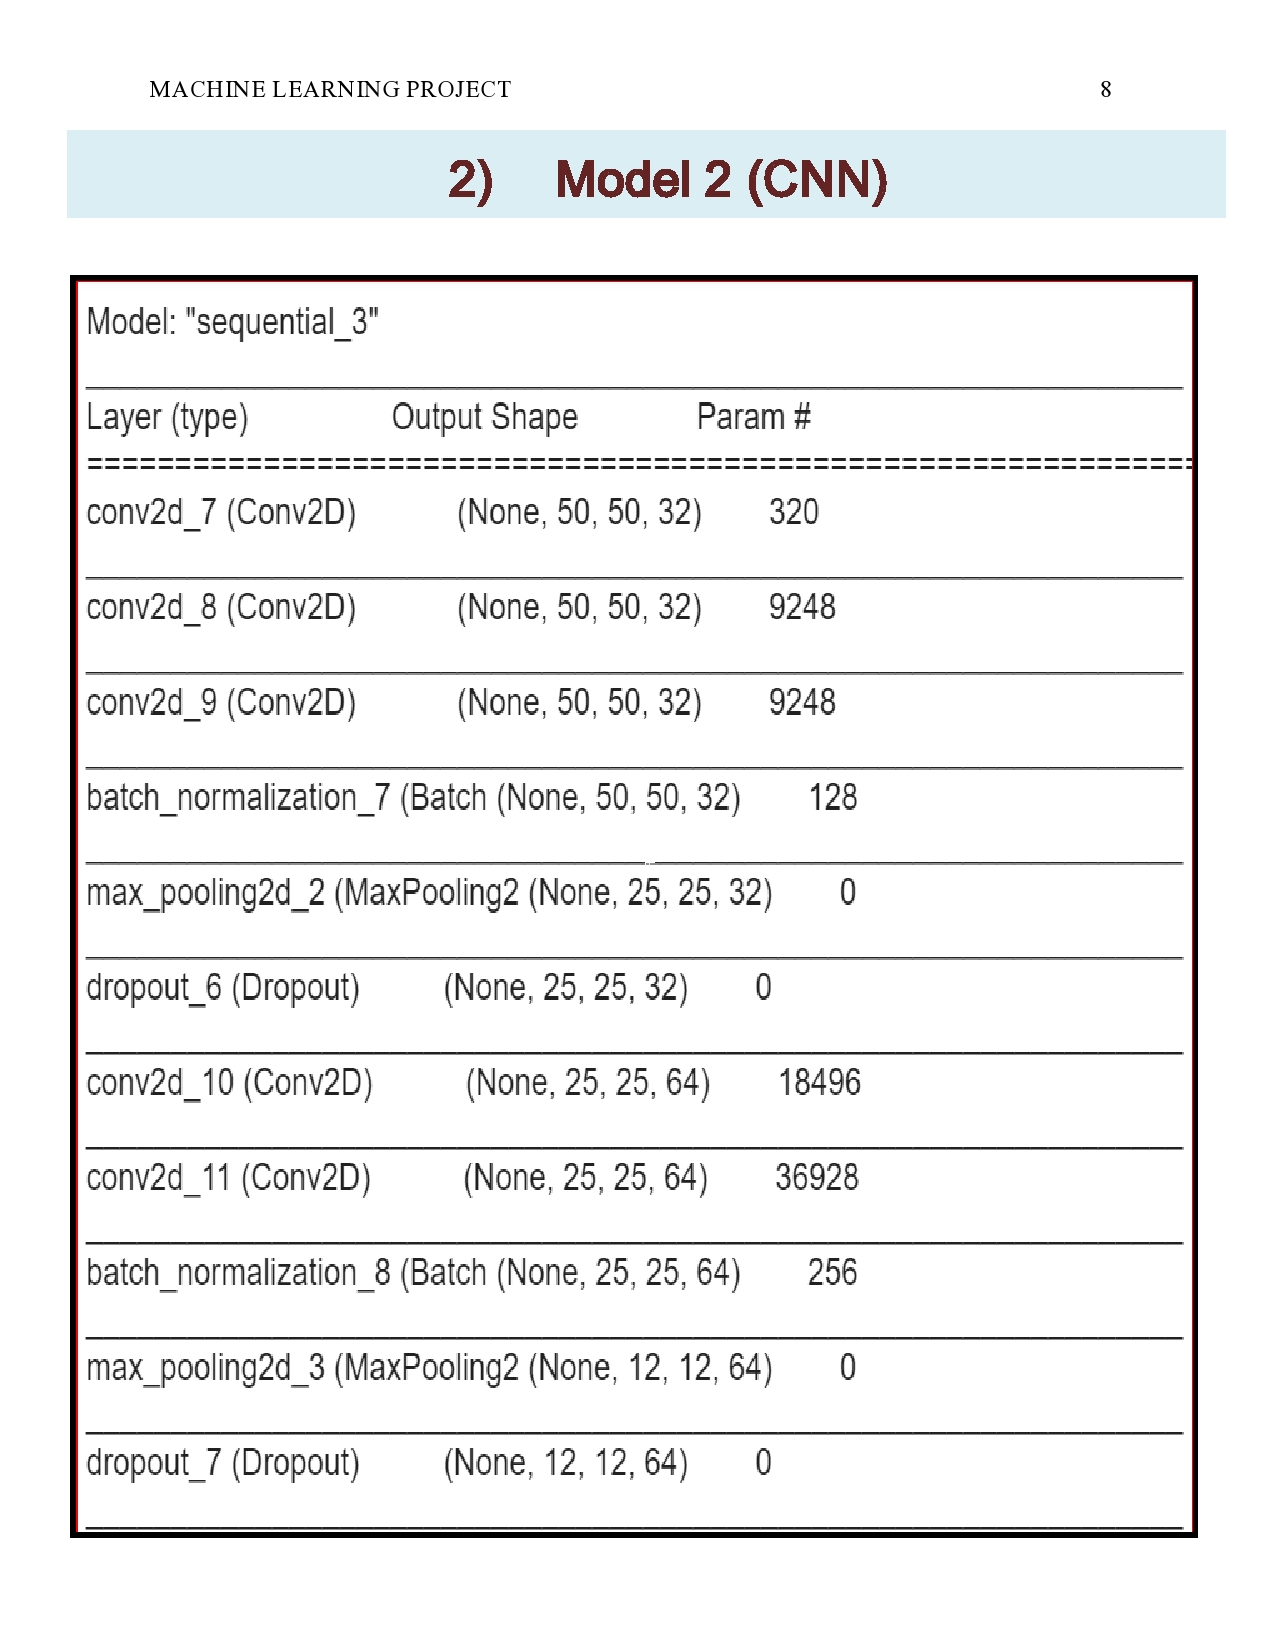 MACHINE LEARNING PROJECT 8
2) Model 2 (CNN)
Model: "sequential_3"
_________________________________________________________________
Layer (type) Output Shape Param #
=================================================================
conv2d_7 (Conv2D) (None, 50, 50, 32) 320
_________________________________________________________________
conv2d_8 (Conv2D) (None, 50, 50, 32) 9248
_________________________________________________________________
conv2d_9 (Conv2D) (None, 50, 50, 32) 9248
_________________________________________________________________
batch_normalization_7 (Batch (None, 50, 50, 32) 128
_________________________________________________________________
max_pooling2d_2 (MaxPooling2 (None, 25, 25, 32) 0
_________________________________________________________________
dropout_6 (Dropout) (None, 25, 25, 32) 0
_________________________________________________________________
conv2d_10 (Conv2D) (None, 25, 25, 64) 18496
_________________________________________________________________
conv2d_11 (Conv2D) (None, 25, 25, 64) 36928
_________________________________________________________________
batch_normalization_8 (Batch (None, 25, 25, 64) 256
_________________________________________________________________
max_pooling2d_3 (MaxPooling2 (None, 12, 12, 64) 0
_________________________________________________________________
dropout_7 (Dropout) (None, 12, 12, 64) 0
_________________________________________________________________